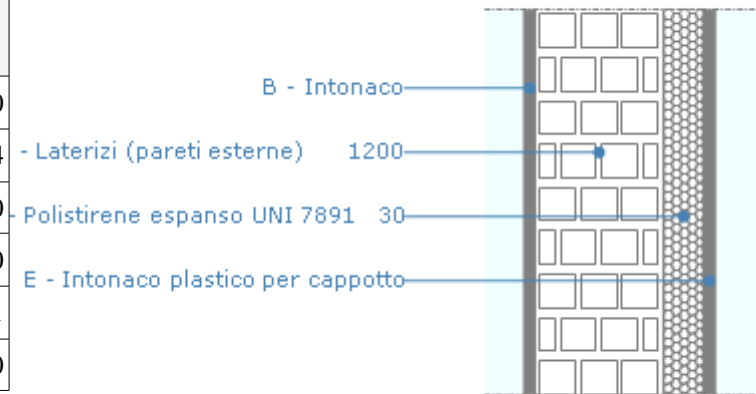 B - Intonaco
- Laterizi (pareti esterne) 1200
- Polistirene espanso UNI 7891 30
E - Intonaco plastico per cappotto